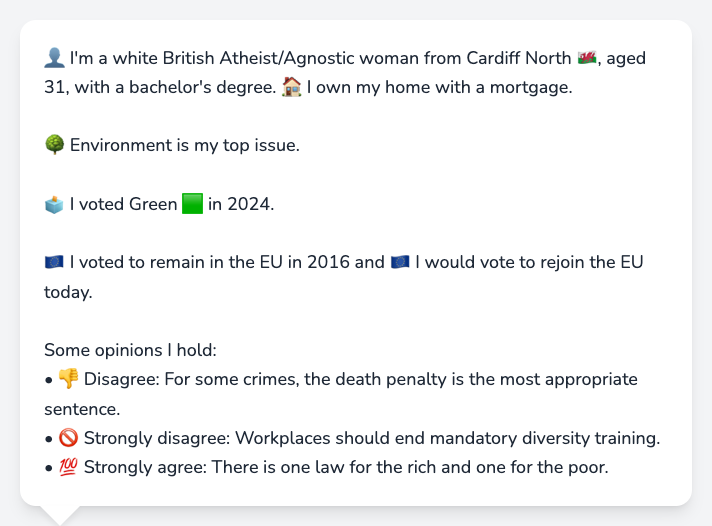 👤 I'm a white British Atheist/Agnostic woman from Cardiff North 🏴󠁧󠁢󠁷󠁬󠁳󠁿, aged
31, with a bachelor's degree. 🏠 I own my home with a mortgage.
🌳 Environment is my top issue.
🗳️ I voted Green 🟩 in 2024.
🇪🇺 I voted to remain in the EU in 2016 and 🇪🇺 I would vote to rejoin the EU
today.
Some opinions I hold:
• 👎 Disagree: For some crimes, the death penalty is the most appropriate
sentence.
• 🚫 Strongly disagree: Workplaces should end mandatory diversity training.
• 💯 Strongly agree: There is one law for the rich and one for the poor.